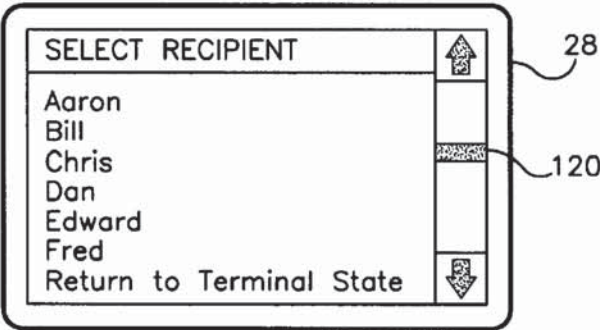 SELECT RECIPIENT
28
Aaron
Bill
Chris
120
Dan
Edward
Fred
Return to Terminal State